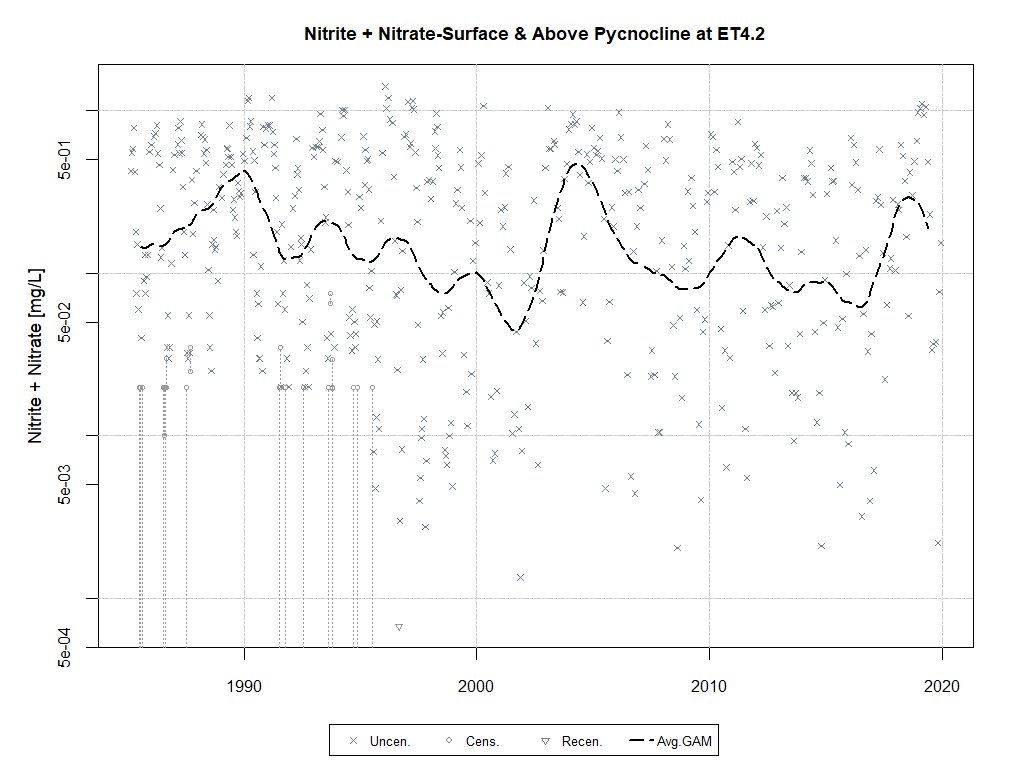 Nitrite + Nitrate-Surface & Above Pycnocline at ET4.2
Nitrite + Nitrate [mg/L]
5e-01
5e-02
5e-03
5e-04
1990 2000 2010 2020
Uncen. Cens. Recen. Avg.GAM